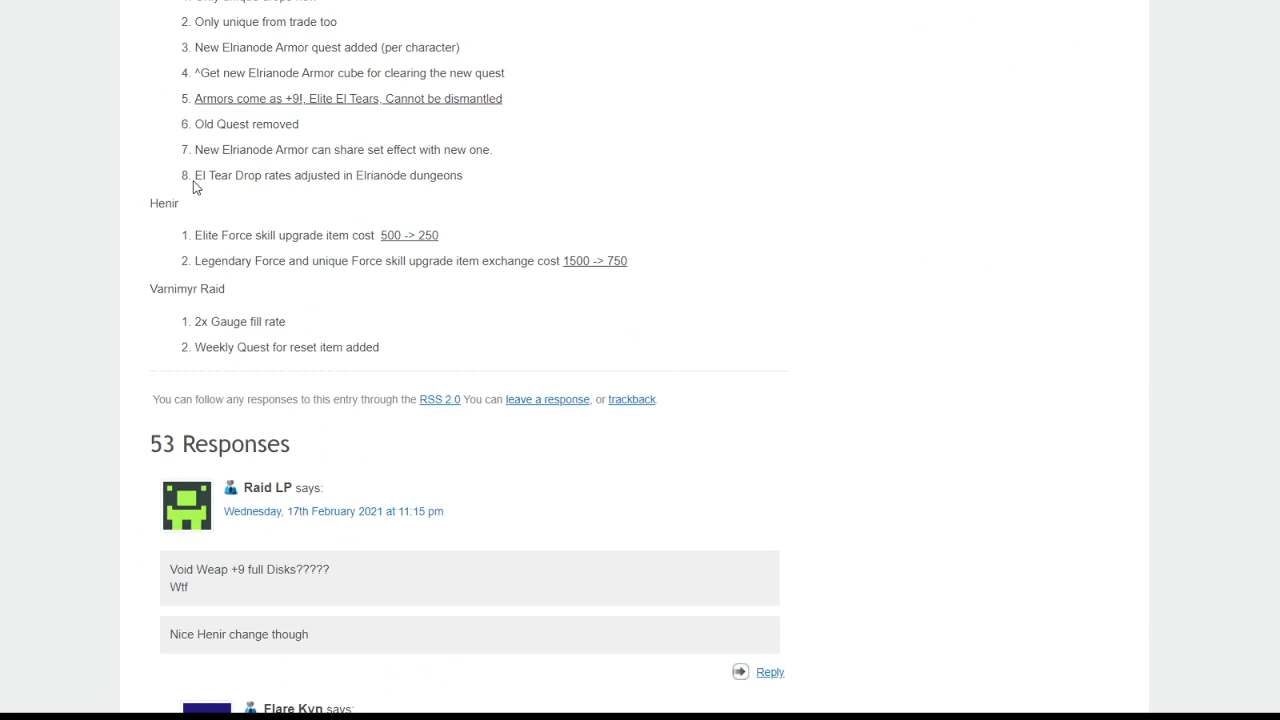 1. Only unique drops now
2. Only unique from trade too
3. New Elrianode Armor quest added (per character)
4. ^Get new Elrianode Armor cube for clearing the new quest
5. Armors come as +9!, Elite El Tears, Cannot be dismantled
6. Old Quest removed
7. New Elrianode Armor can share set effect with new one.
8. El Tear Drop rates adjusted in Elrianode dungeons
Henir
1. Elite Force skill upgrade item cost 500 -> 250
2. Legendary Force and unique Force skill upgrade item exchange cost 1500 -> 750
Varnimyr Raid
1. 2x Gauge fill rate
2. Weekly Quest for reset item added
You can follow any responses to this entry through the RSS 2.0 You can leave a response, or trackback.
53 Responses
Raid LP says:
Wednesday, 17th February 2021 at 11:15 pm
Void Weap +9 full Disks?????
Wtf
Nice Henir change though
Reply
Flare Kyn says: